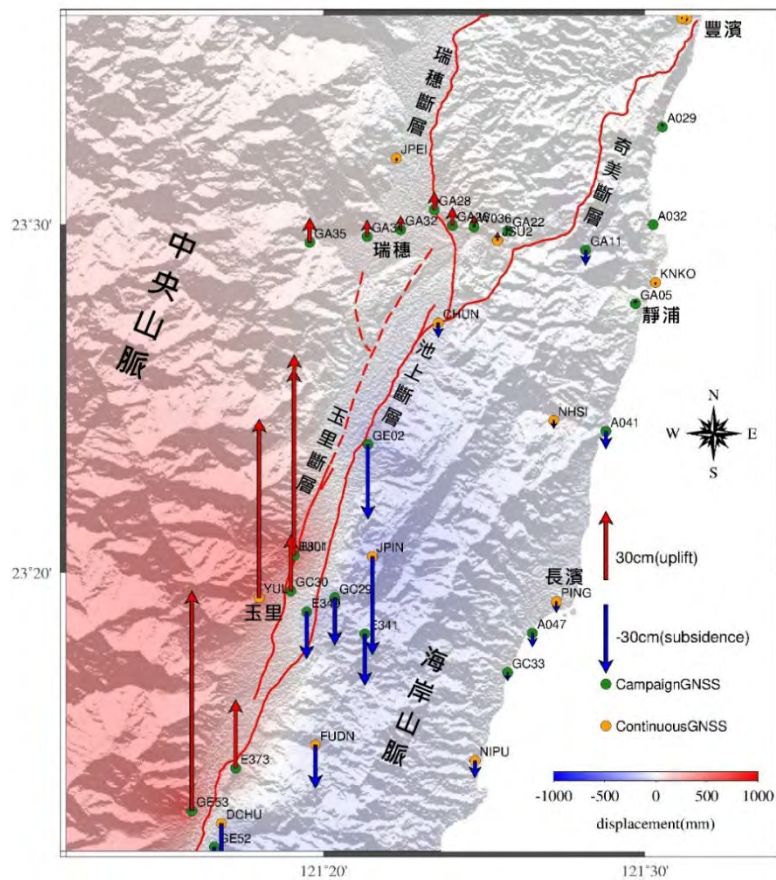 豐濱
瑞穗斷層
A029
奇美斷層
JPEI
GA28
A032
23°30'
GA35
GA34
GA32
W036
GA22
JSU2
瑞穗
GA11
KNKO
GA05
靜浦
中央山脈
CHUN
池上斷層
玉里斷層
NHSI
A041
N
W
E
S
GE02
30cm(uplift)
23°20'
JPIN
長濱
GC30
YUL
玉里
GC29
PING
E341
A047
-30cm(subsidence)
海岸山脈
GC33
CampaignGNSS
ContinuousGNSS
FUDN
NIPU
E373
GE53
DCHU
GE52
-1000
-500
0
500
1000
displacement(mm)
121°20'
121°30'